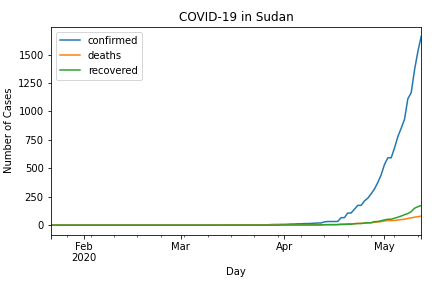 COVID-19 in Sudan
confirmed
deaths
recovered
Number of Cases
1500
1250
1000
750
500
250
0
Feb
2020
Mar
Apr
May
Day